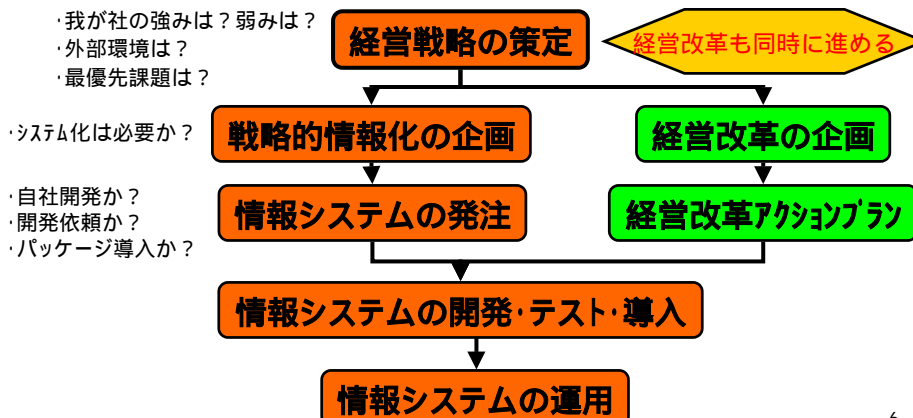 ·我が社の強みは？弱みは？
·外部環境は？
·最優先課題は？
経営戦略の策定
経営改革も同時に進める
·ｼｽﾃﾑ化は必要か？
戦略的情報化の企画
経営改革の企画
·自社開発か？
·開発依頼か？
·パッケージ導入か？
情報システムの発注
経営改革ｱｸｼｮﾝﾌﾟﾗﾝ
情報システムの開発·テスト·導入
情報システムの運用